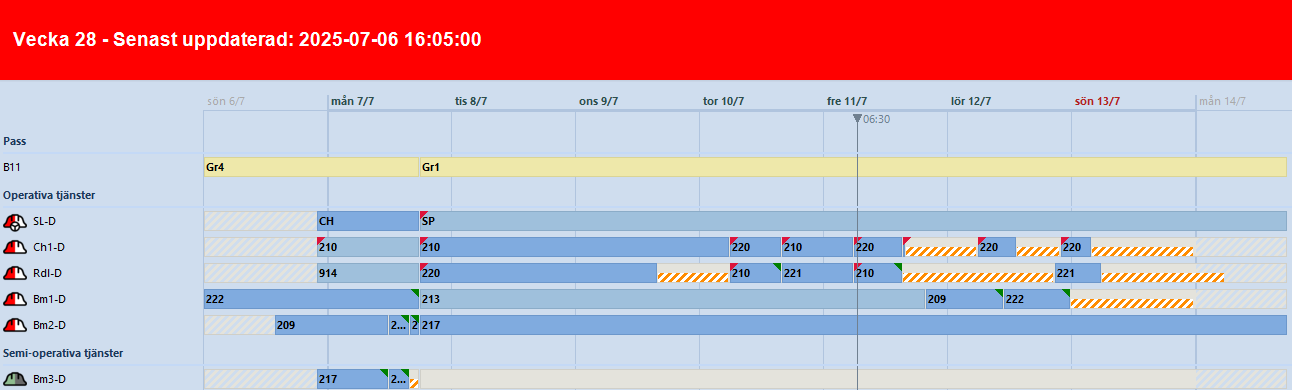 Vecka 28 - Senast uppdaterad: 2025-07-06 16:05:00
sön 6/7 mån 7/7 tis 8/7 ons 9/7 tor 10/7 fre 11/7 lör 12/7 sön 13/7 mån 14/7
06:30
Pass
B11 Gr4 Gr1
Operativa tjänster
SL-D CH SP
Ch1-D 210 210 220 210 220 220 220
Rdl-D 914 220 210 221 210 221
Bm1-D 222 213 209 222
Bm2-D 209 2... 2 217
Semi-operativa tjänster
Bm3-D 217 2...